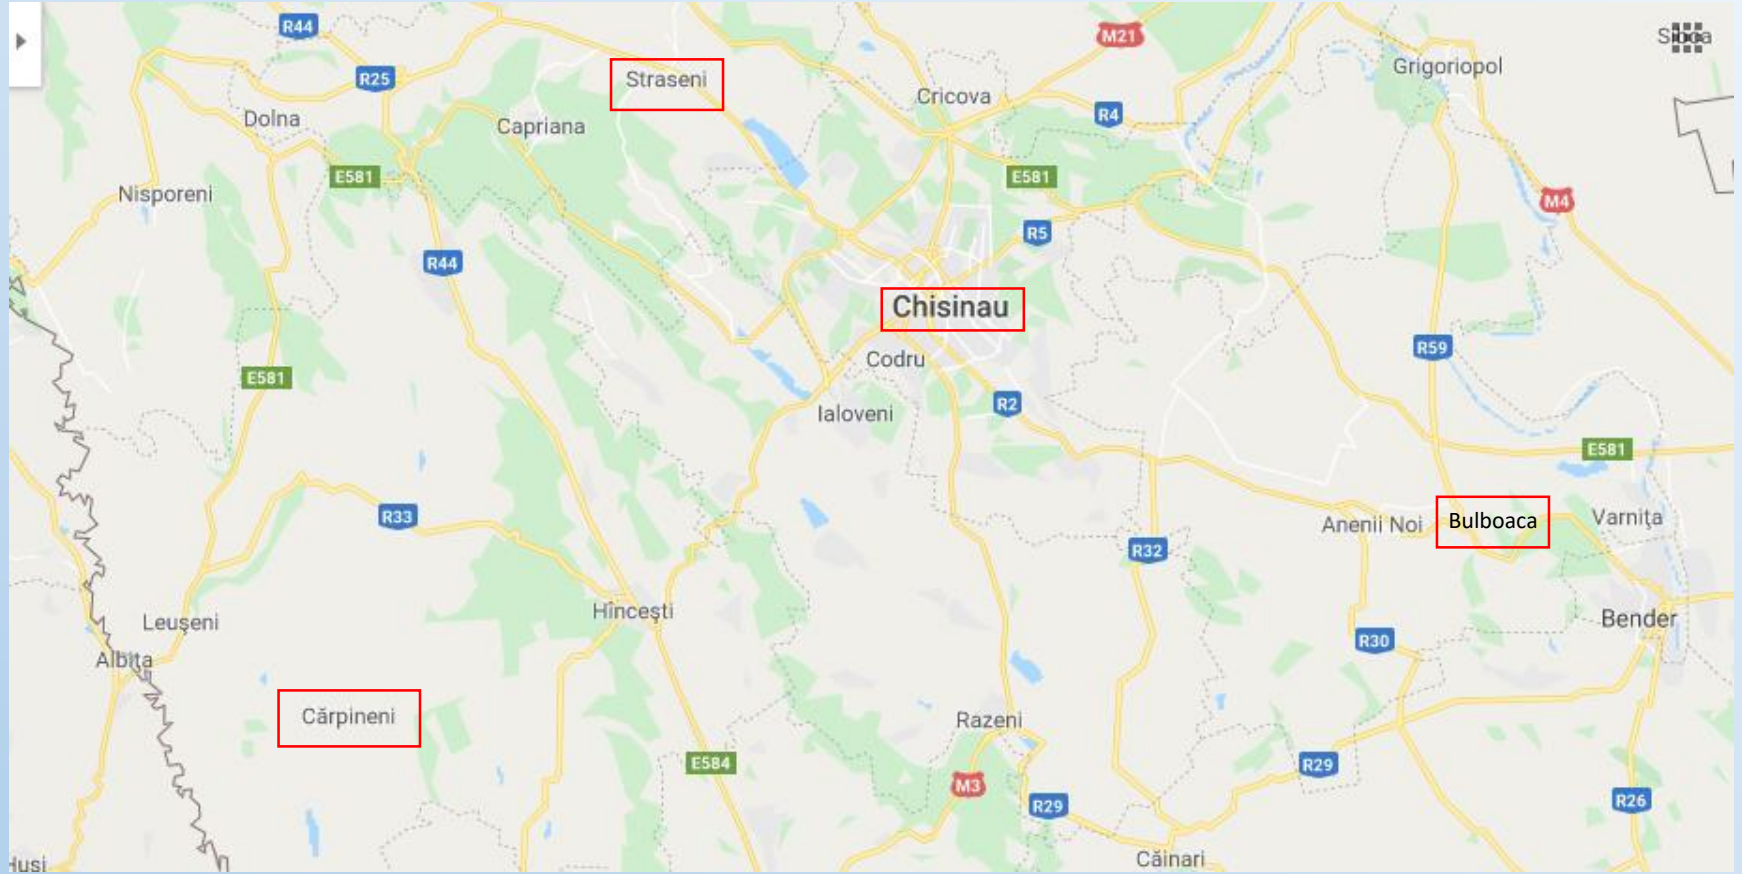 R44
M21
Straseni
Grigoriopol
R25
Cricova
Dolna
Capriana
R4
E581
E581
Nisporeni
M4
R5
R44
Chisinau
R59
Codru
E581
R2
Ialoveni
E581
R33
Anenii Noi
Bulboaca
Varnița
R32
Hîncești
Leușeni
Bender
R30
Albița
Cărpineni
Razeni
E584
R29
M3
R29
R26
Căinari